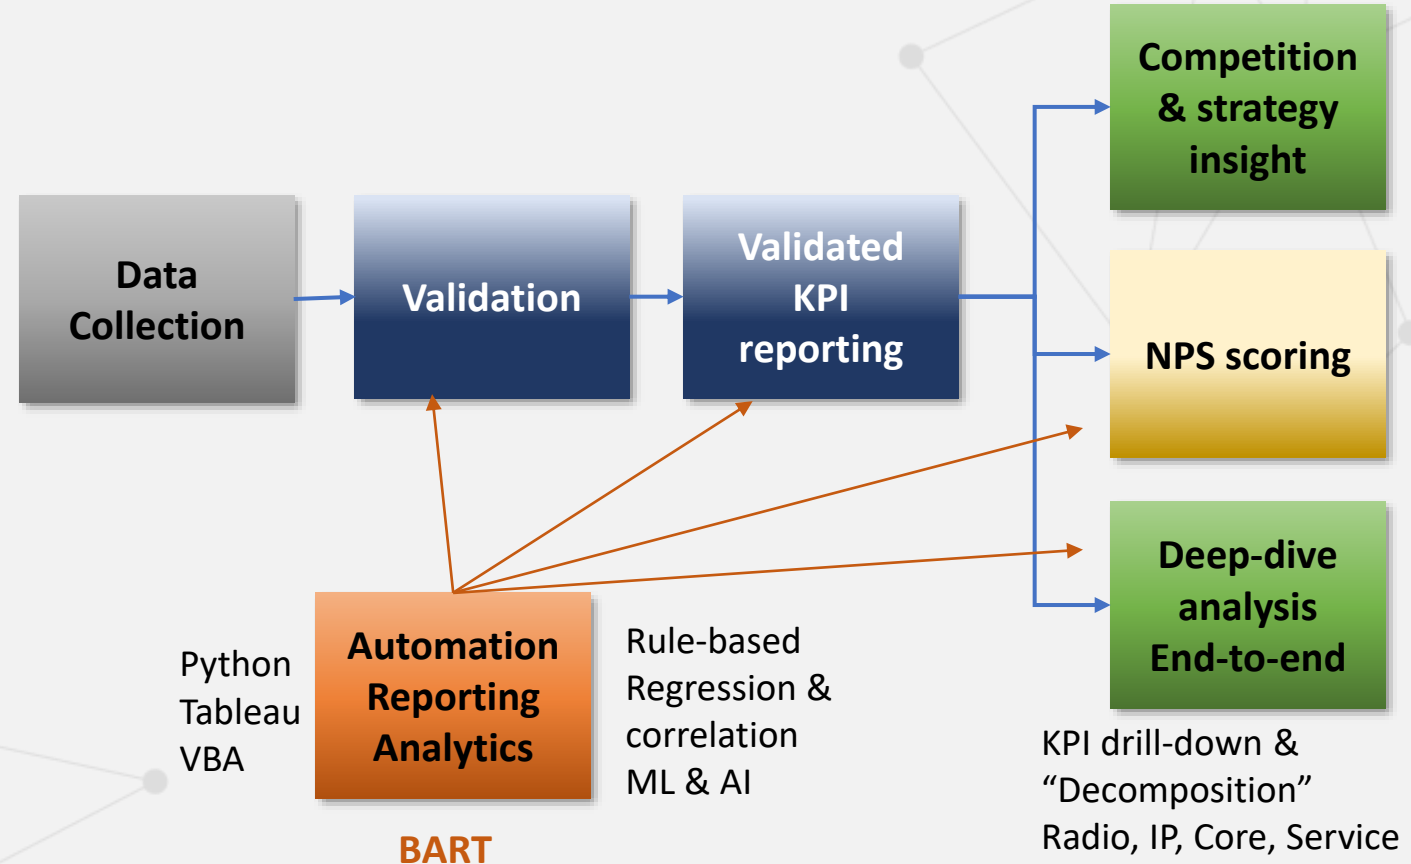 Competition
& strategy
insight
Data
Collection
Validation
Validated
KPI
reporting
NPS scoring
Deep-dive
analysis
End-to-end
Python
Tableau
VBA
Automation
Reporting
Analytics
Rule-based
Regression &
correlation
ML & AI
KPI drill-down &
“Decomposition”
Radio, IP, Core, Service
BART